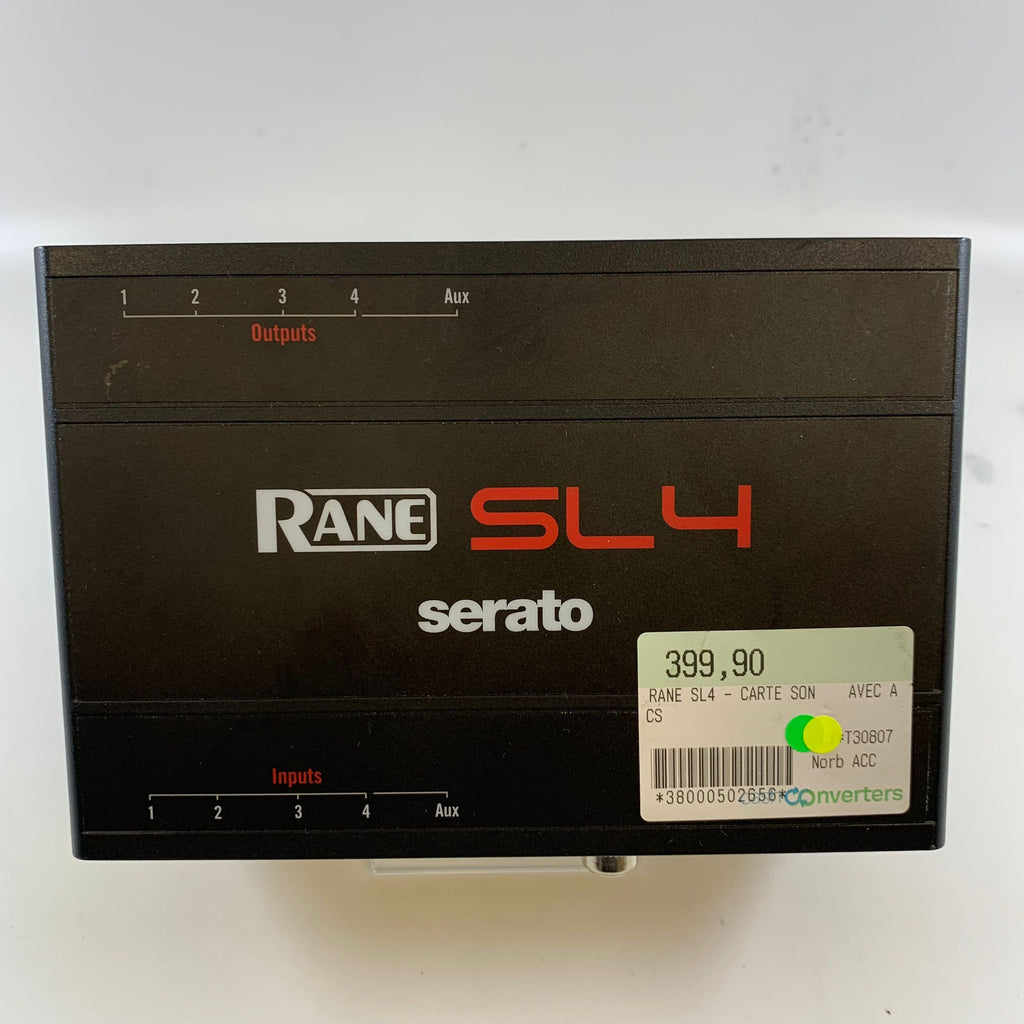 1 2 3 4 Aux
Outputs
RANE SL4
serato
399,90
RANE SL4 - CARTE SON AVEC A
CS
*T30807
Norb ACC
*38000502656*
nverters
Inputs
1 2 3 4 Aux